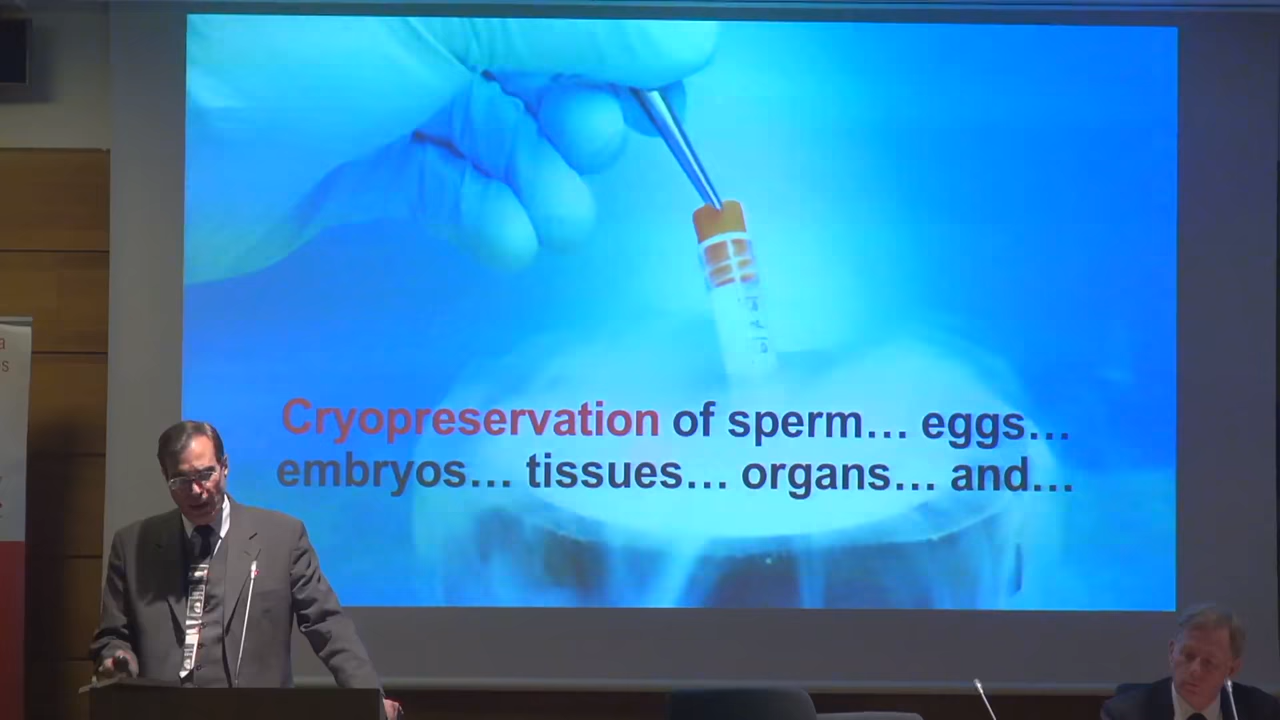 Cryopreservation of sperm... eggs...
embryos... tissues... organs... and...
a
s